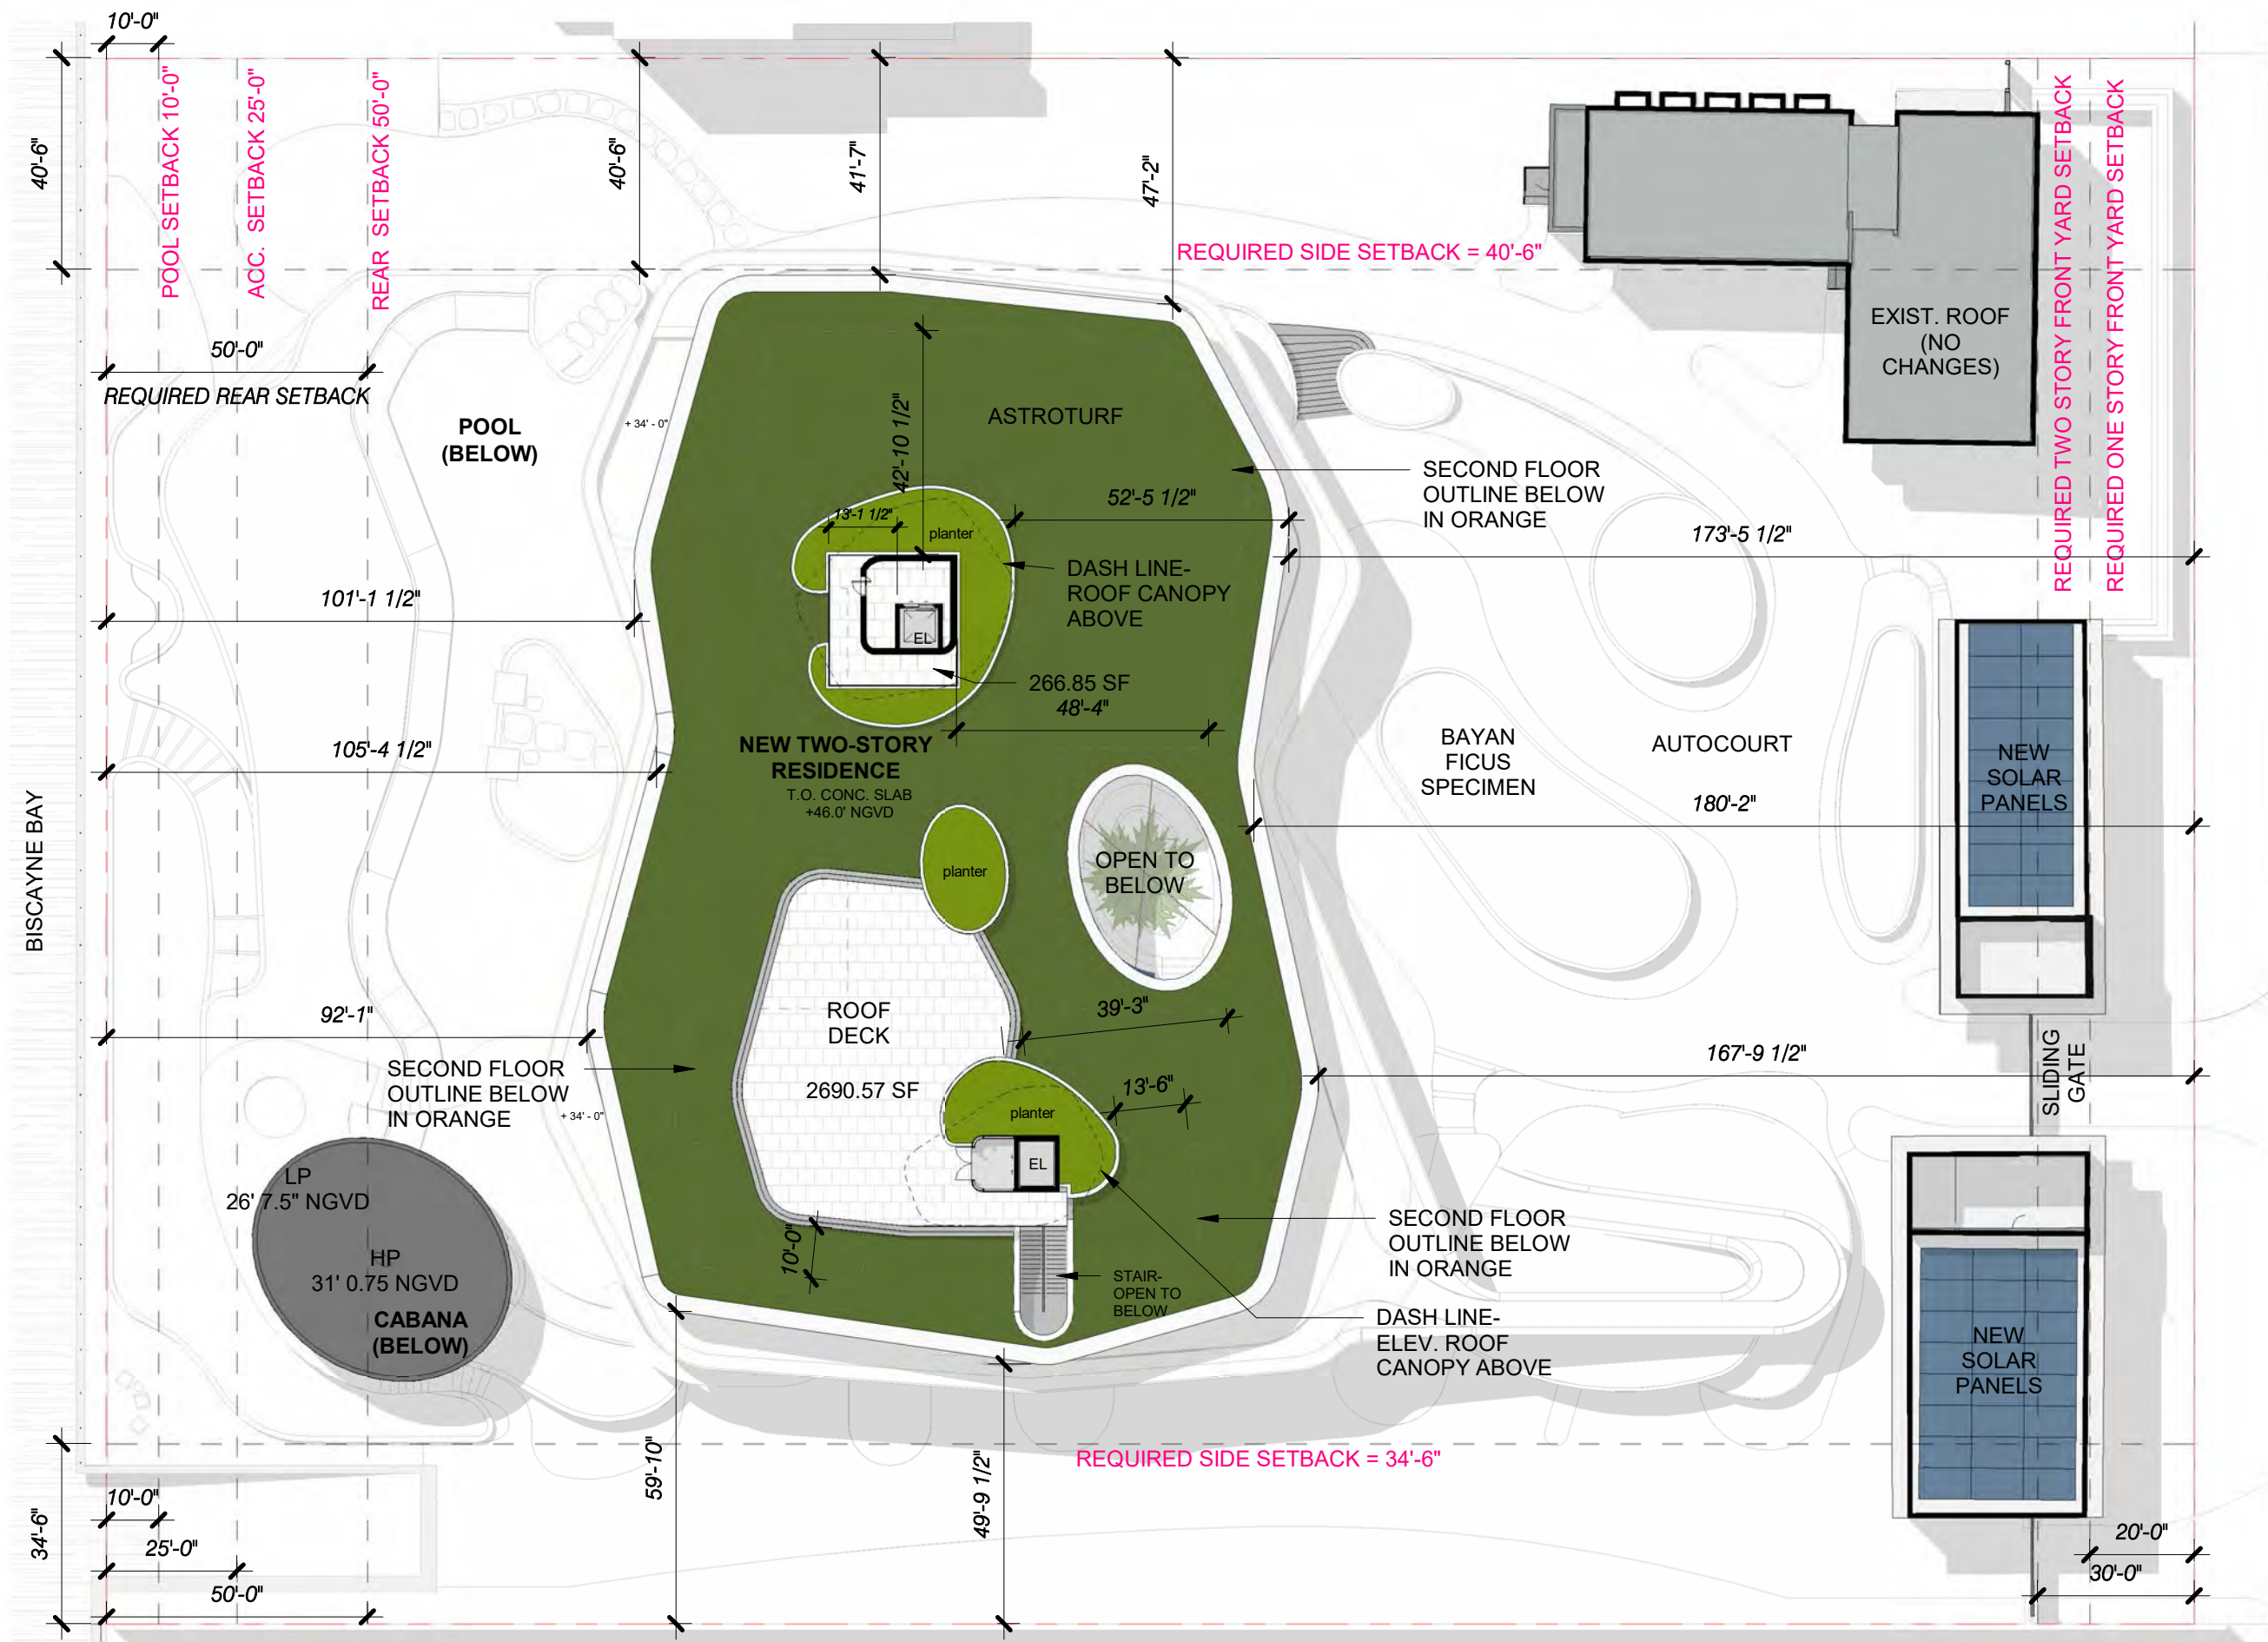 10'-0"
40'-6"
POOL SETBACK 10'-0"
ACC. SETBACK 25'-0"
REAR SETBACK 50'-0"
40'-6"
41'-7"
47'-2"
REQUIRED SIDE SETBACK = 40'-6"
EXIST. ROOF
(NO
CHANGES)
REQUIRED TWO STORY FRONT YARD SETBACK
REQUIRED ONE STORY FRONT YARD SETBACK
50'-0"
REQUIRED REAR SETBACK
POOL
(BELOW)
+ 34' - 0"
42'-10 1/2"
ASTROTURF
SECOND FLOOR
OUTLINE BELOW
IN ORANGE
52'-5 1/2"
13'-1 1/2"
planter
173'-5 1/2"
DASH LINE-
ROOF CANOPY
ABOVE
101'-1 1/2"
EL
266.85 SF
48'-4"
105'-4 1/2"
NEW TWO-STORY
RESIDENCE
T.O. CONC. SLAB
+46.0' NGVD
BAYAN
FICUS
SPECIMEN
AUTOCOURT
180'-2"
NEW
SOLAR
PANELS
BISCAYNE BAY
planter
OPEN TO
BELOW
92'-1"
ROOF
DECK
39'-3"
2690.57 SF
SECOND FLOOR
OUTLINE BELOW
IN ORANGE
+ 34' - 0"
167'-9 1/2"
SLIDING
GATE
13'-6"
planter
EL
LP
26' 7.5" NGVD
HP
31' 0.75 NGVD
CABANA
(BELOW)
10'-0"
SECOND FLOOR
OUTLINE BELOW
IN ORANGE
STAIR-
OPEN TO
BELOW
DASH LINE-
ELEV. ROOF
CANOPY ABOVE
NEW
SOLAR
PANELS
59'-10"
49'-9 1/2"
REQUIRED SIDE SETBACK = 34'-6"
34'-6"
10'-0"
25'-0"
50'-0"
20'-0"
30'-0"